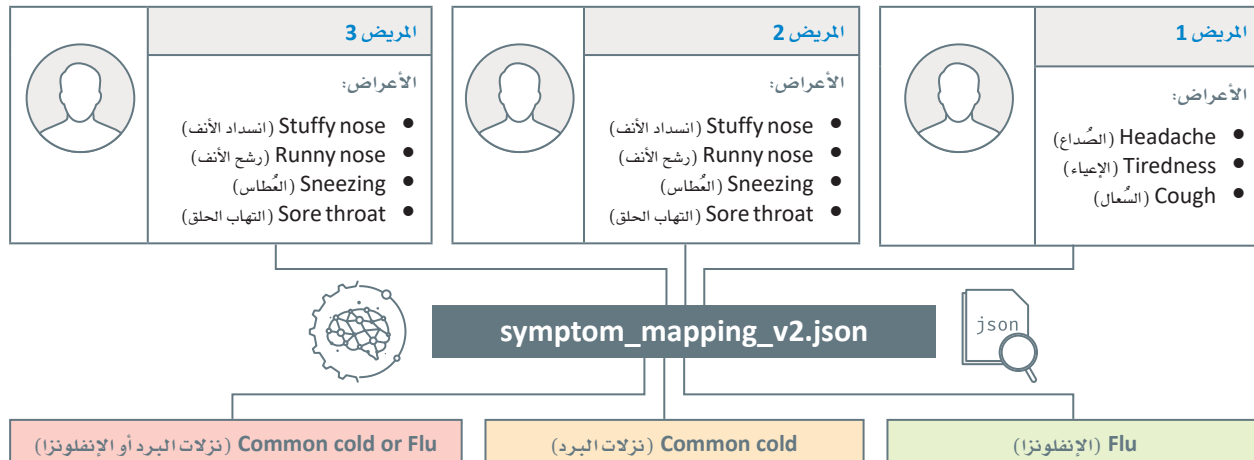 المريض 1
الأعراض:
• Headache (الصُداع)
• Tiredness (الإعياء)
• Cough (السُعال)
المريض 2
الأعراض:
• Stuffy nose (انسداد الأنف)
• Runny nose (رشح الأنف)
• Sneezing (العُطاس)
• Sore throat (التهاب الحلق)
المريض 3
الأعراض:
• Stuffy nose (انسداد الأنف)
• Runny nose (رشح الأنف)
• Sneezing (العُطاس)
• Sore throat (التهاب الحلق)
json
symptom_mapping_v2.json
Flu (الإنفلونزا)
Common cold (نزلات البرد)
Common cold or Flu (نزلات البرد أو الإنفلونزا)